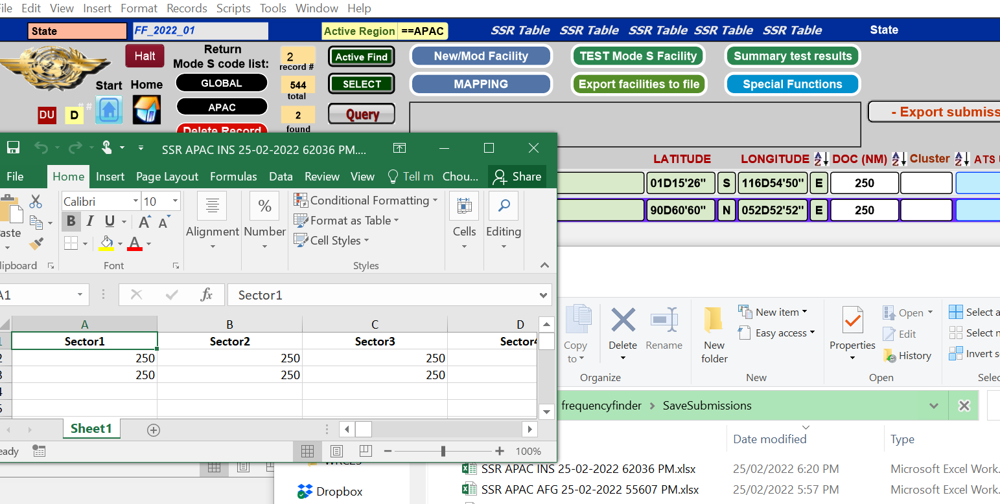 File Edit View Insert Format Records Scripts Tools Window Help
State FF_2022_01 Active Region ==APAC SSR Table SSR Table SSR Table SSR Table SSR Table State
Halt Return
Mode S code list:
2
record #
Active Find New/Mod Facility TEST Mode S Facility Summary test results
Start Home GLOBAL 544
total
SELECT MAPPING Export facilities to file Special Functions
DU D ## APAC 2
found
Query - Export submiss
Delete Record
SSR APAC INS 25-02-2022 62036 PM....
LATITUDE LONGITUDE DOC (NM) Cluster ATS
File Home Insert Page Layout Formulas Data Review View Tell m Chou... Share
01D15'26" S 116D54'50" E 250
90D60'60" N 052D52'52" E 250
Calibri 10 % Conditional Formatting
aste B I U A A Alignment Number Format as Table Cells Editing
A Cell Styles
lipboard Font Styles
A1 fx Sector1
A B C D
1 Sector1 Sector2 Sector3 Sector4
2 250 250 250
3 250 250 250
4
5
Sheet1
eady 100%
Copy
to
Delete Rename New
folder
New item
Easy access
Properties Open
Edit
History
Select a
Select n
Invert s
Organize New Open Selec
frequencyfinder SaveSubmissions
Date modified Type
SSR APAC INS 25-02-2022 62036 PM.xlsx 25/02/2022 6:20 PM Microsoft Excel Work.
Dropbox SSR APAC AFG 25-02-2022 55607 PM.xlsx 25/02/2022 5:57 PM Microsoft Excel Work.